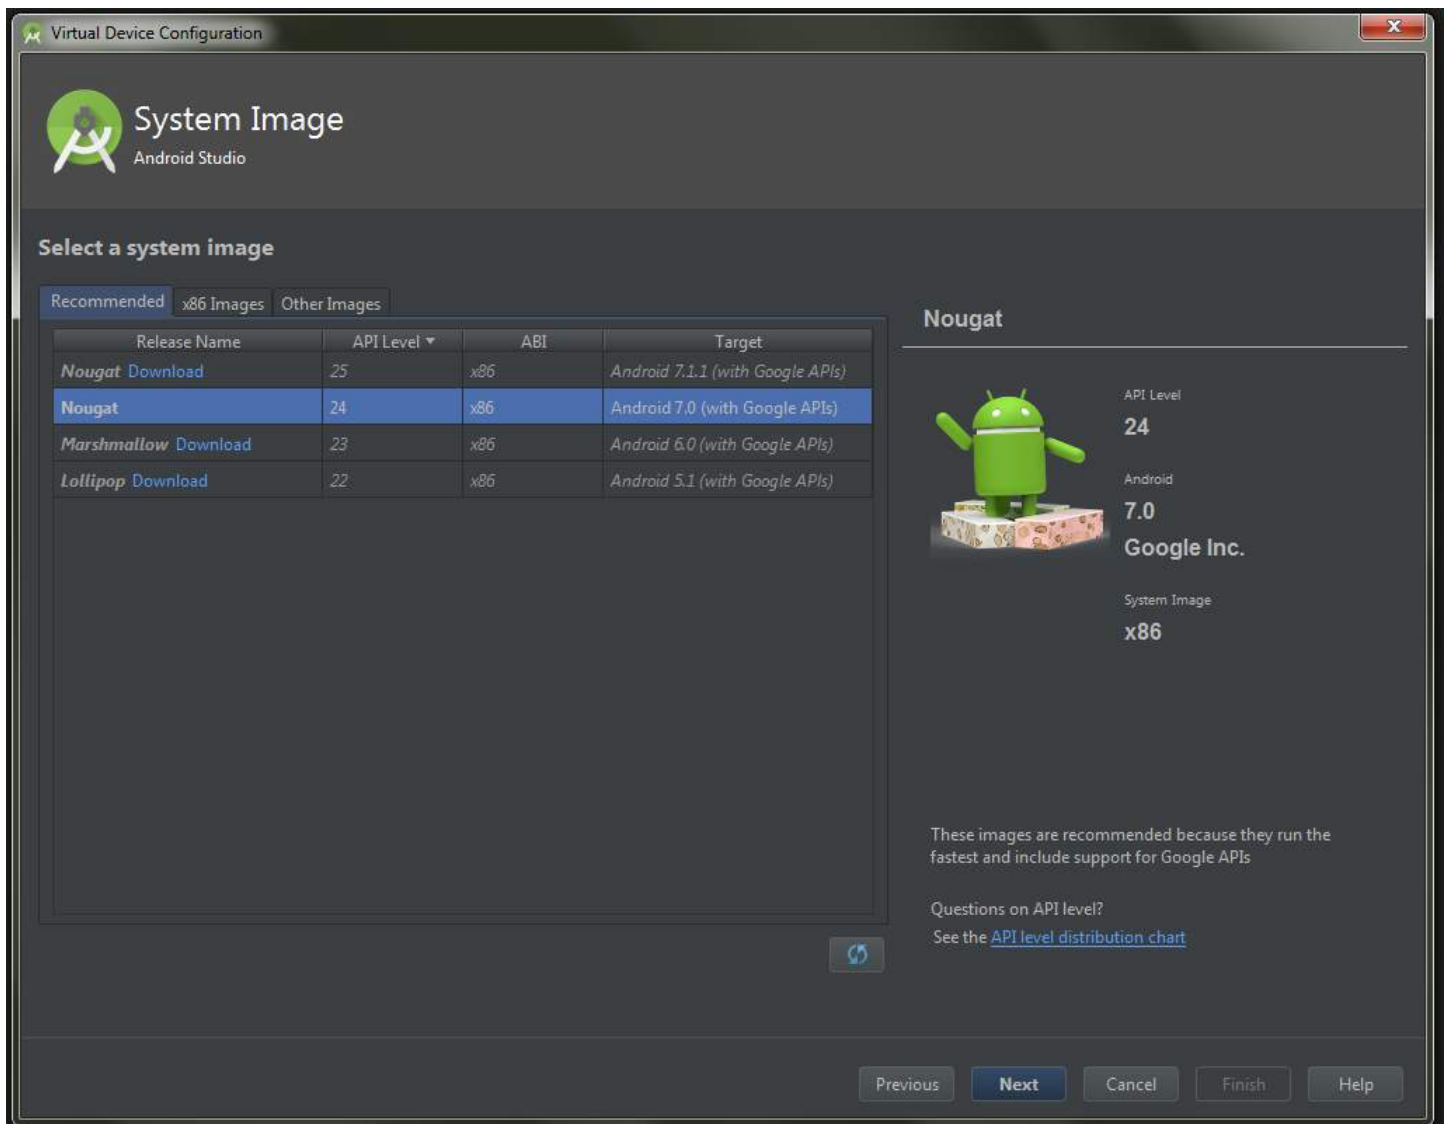 Virtual Device Configuration
System Image
Android Studio
Select a system image
Recommended x86 Images Other Images
Release Name API Level ABI Target
Nougat Download 25 x86 Android 7.1.1 (with Google APIs)
Nougat 24 x86 Android 7.0 (with Google APIs)
Marshmallow Download 23 x86 Android 6.0 (with Google APIs)
Lollipop Download 22 x86 Android 5.1 (with Google APIs)
Nougat
API Level
24
Android
7.0
Google Inc.
System Image
x86
These images are recommended because they run the
fastest and include support for Google APIs
Questions on API level?
See the API level distribution chart
Previous Next Cancel Finish Help